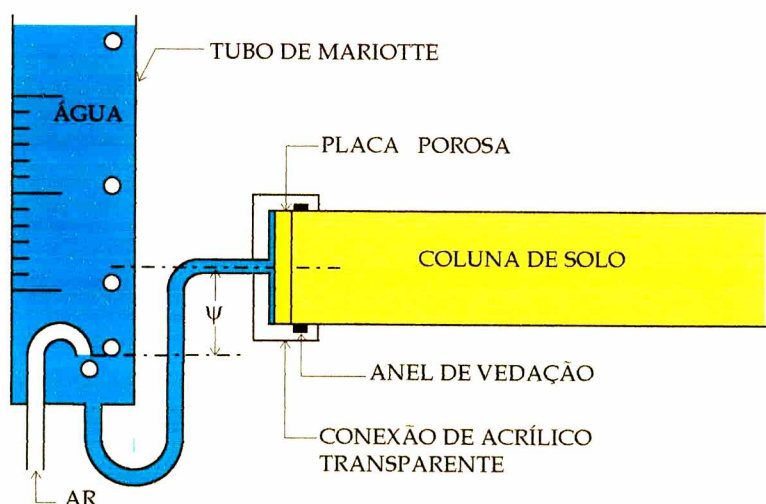 TUBO DE MARIOTTE
ÁGUA
PLACA POROSA
COLUNA DE SOLO
ψ
ANEL DE VEDAÇÃO
CONEXÃO DE ACRÍLICO
TRANSPARENTE
AR